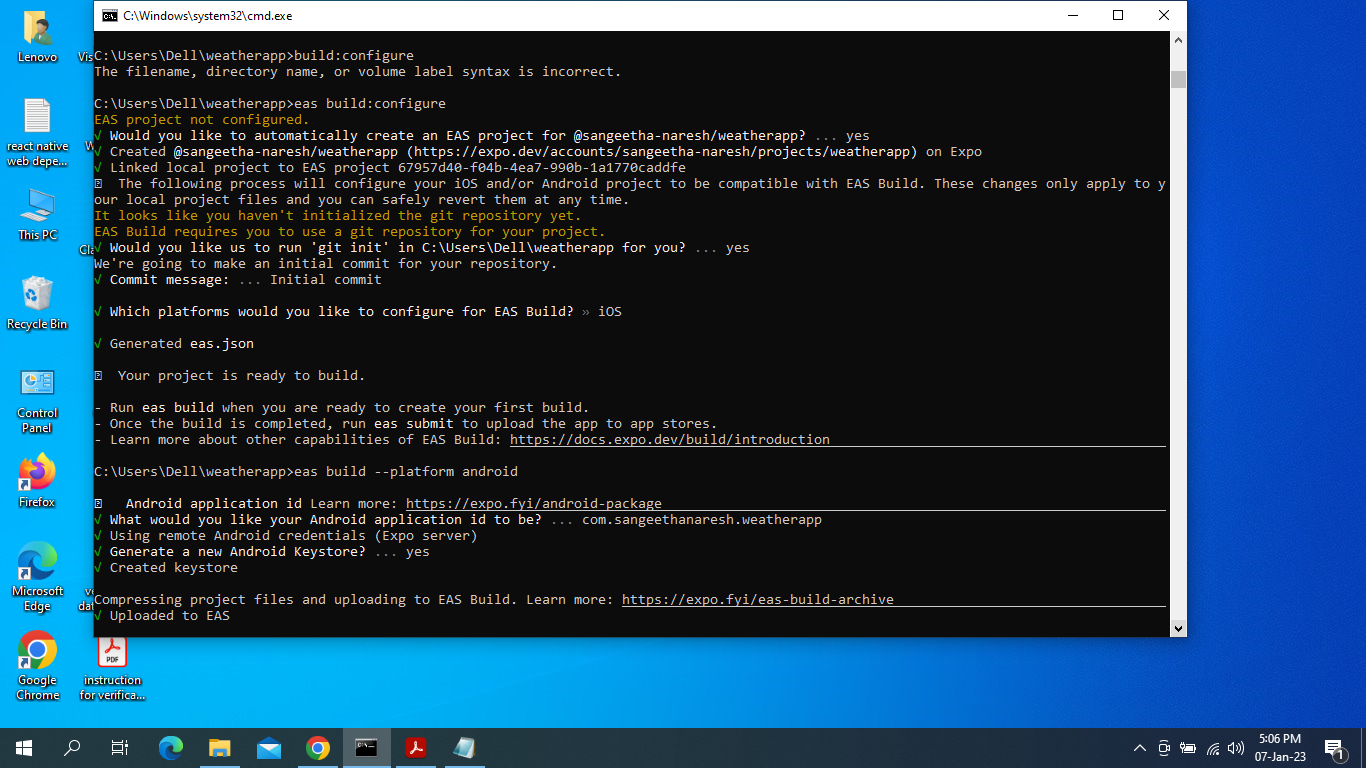 C:\Windows\system32\cmd.exe
C:\Users\Dell\weatherapp>build:configure
The filename, directory name, or volume label syntax is incorrect.
C:\Users\Dell\weatherapp>eas build:configure
EAS project not configured.
√ Would you like to automatically create an EAS project for @sangeetha-naresh/weatherapp? ... yes
√ Created @sangeetha-naresh/weatherapp (https://expo.dev/accounts/sangeetha-naresh/projects/weatherapp) on Expo
√ Linked local project to EAS project 67957d40-f04b-4ea7-990b-1a1770caddfe
The following process will configure your iOS and/or Android project to be compatible with EAS Build. These changes only apply to y
our local project files and you can safely revert them at any time.
It looks like you haven't initialized the git repository yet.
EAS Build requires you to use a git repository for your project.
√ Would you like us to run 'git init' in C:\Users\Dell\weatherapp for you? ... yes
We're going to make an initial commit for your repository.
√ Commit message: ... Initial commit
√ Which platforms would you like to configure for EAS Build? » iOS
√ Generated eas.json
Your project is ready to build.
- Run eas build when you are ready to create your first build.
- Once the build is completed, run eas submit to upload the app to app stores.
- Learn more about other capabilities of EAS Build: https://docs.expo.dev/build/introduction
C:\Users\Dell\weatherapp>eas build --platform android
Android application id Learn more: https://expo.fyi/android-package
√ What would you like your Android application id to be? ... com.sangeethanaresh.weatherapp
√ Using remote Android credentials (Expo server)
√ Generate a new Android Keystore? ... yes
√ Created keystore
Compressing project files and uploading to EAS Build. Learn more: https://expo.fyi/eas-build-archive
√ Uploaded to EAS
Lenovo
react native
web depe...
This PC
Recycle Bin
Control
Panel
Firefox
Microsoft
Edge
Google
Chrome
PDF
instruction
for verifica...
5:06 PM
07-Jan-23
1